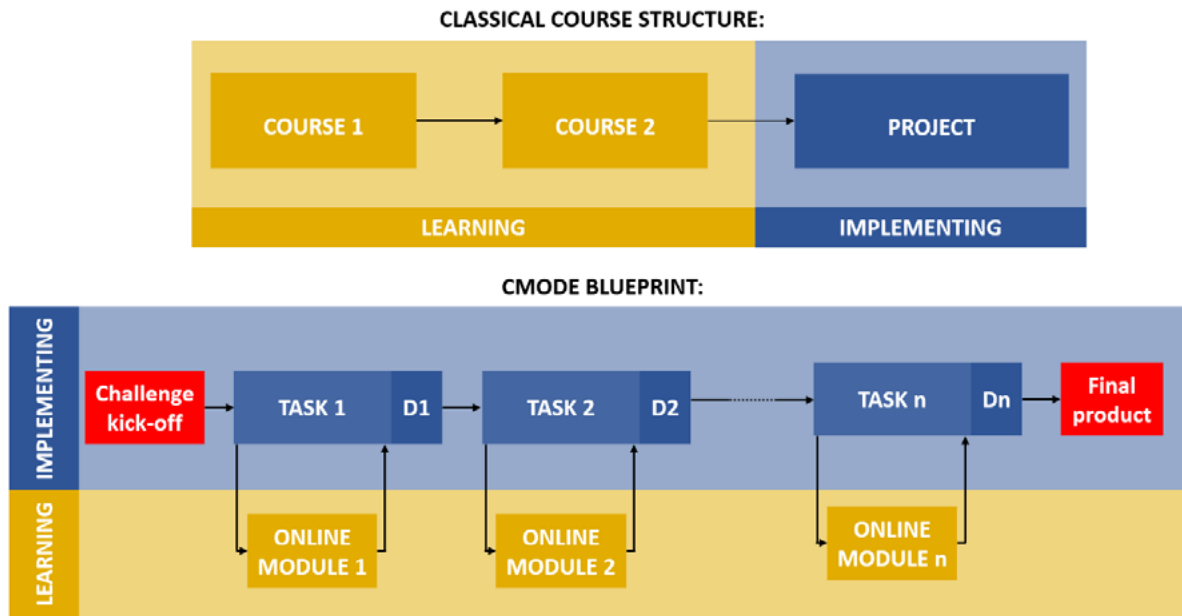 CLASSICAL COURSE STRUCTURE:
COURSE 1
COURSE 2
PROJECT
LEARNING
IMPLEMENTING
CMODE BLUEPRINT:
IMPLEMENTING
Challenge
kick-off
TASK 1
D1
TASK 2
D2
TASK n
Dn
Final
product
LEARNING
ONLINE
MODULE 1
ONLINE
MODULE 2
ONLINE
MODULE n